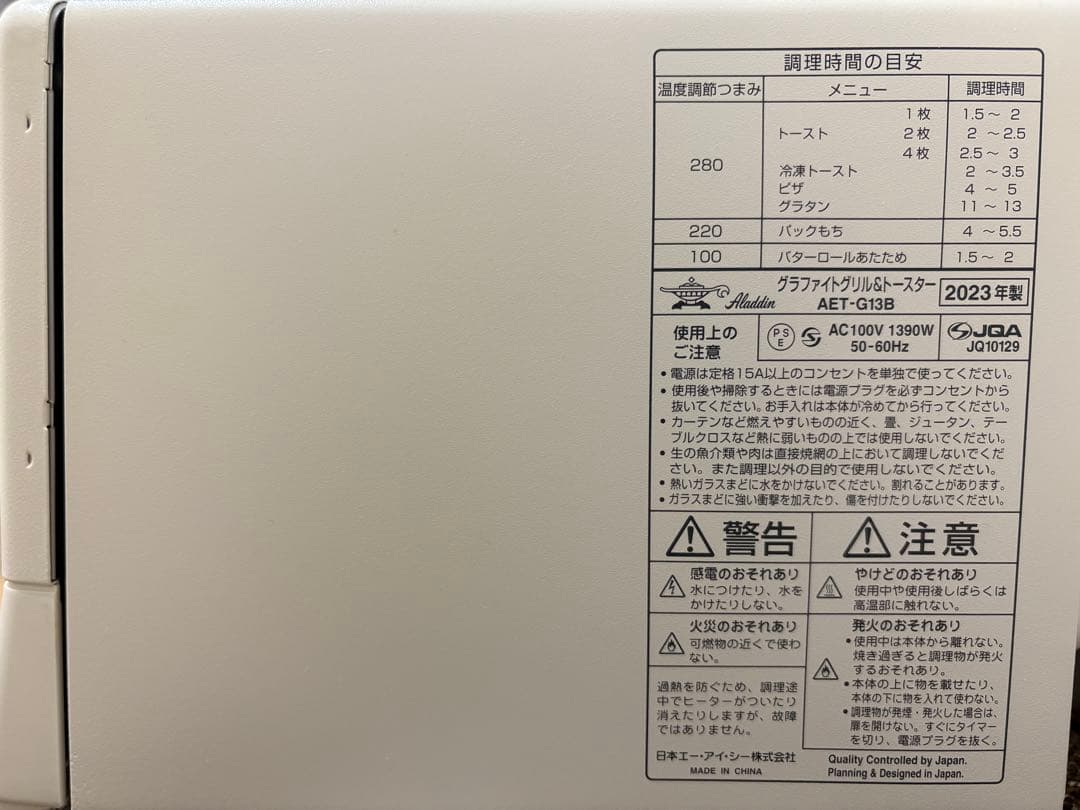 調理時間の目安
温度調節つまみ メニュー 調理時間
280 トースト 1枚 1.5～ 2
2枚 2 ～2.5
4枚 2.5～ 3
冷凍トースト 2 ～3.5
ピザ 4 ～ 5
グラタン 11～ 13
220 パックもち 4 ～5.5
100 バターロールあたため 1.5～ 2
Aladdin グラファイトグリル&トースター
AET-G13B
2023年製
使用上の
ご注意
PSE AC100V 1390W
50-60Hz
JQA
JQ10129
•電源は定格15A以上のコンセントを単独で使ってください。
•使用後や掃除するときには電源プラグを必ずコンセントから
抜いてください。お手入れは本体が冷めてから行ってください。
•カーテンなど燃えやすいものの近く、畳、ジュータン、テー
ブルクロスなど熱に弱いものの上では使用しないでください。
•生の魚介類や肉は直接焼網の上において調理しないでくだ
さい。また調理以外の目的で使用しないでください。
•熱いガラスまどに水をかけないでください。割れることがあります。
•ガラスまどに強い衝撃を加えたり、傷を付けたりしないでください。
警告
感電のおそれあり
水につけたり、水を
かけたりしない。
火災のおそれあり
可燃物の近くで使わ
ない。
過熱を防ぐため、調理途
中でヒーターがついたり
消えたりしますが、故障
ではありません。
注意
やけどのおそれあり
使用中や使用後しばらくは
高温部に触れない。
発火のおそれあり
•使用中は本体から離れない。
焼き過ぎると調理物が発火
するおそれあり。
•本体の上に物を載せたり、
本体の下に物を入れて使わない。
•調理物が発煙・発火した場合は、
扉を開けない。すぐにタイマー
を切り、電源プラグを抜く。
日本エー・アイ・シー株式会社
MADE IN CHINA
Quality Controlled by Japan.
Planning & Designed in Japan.